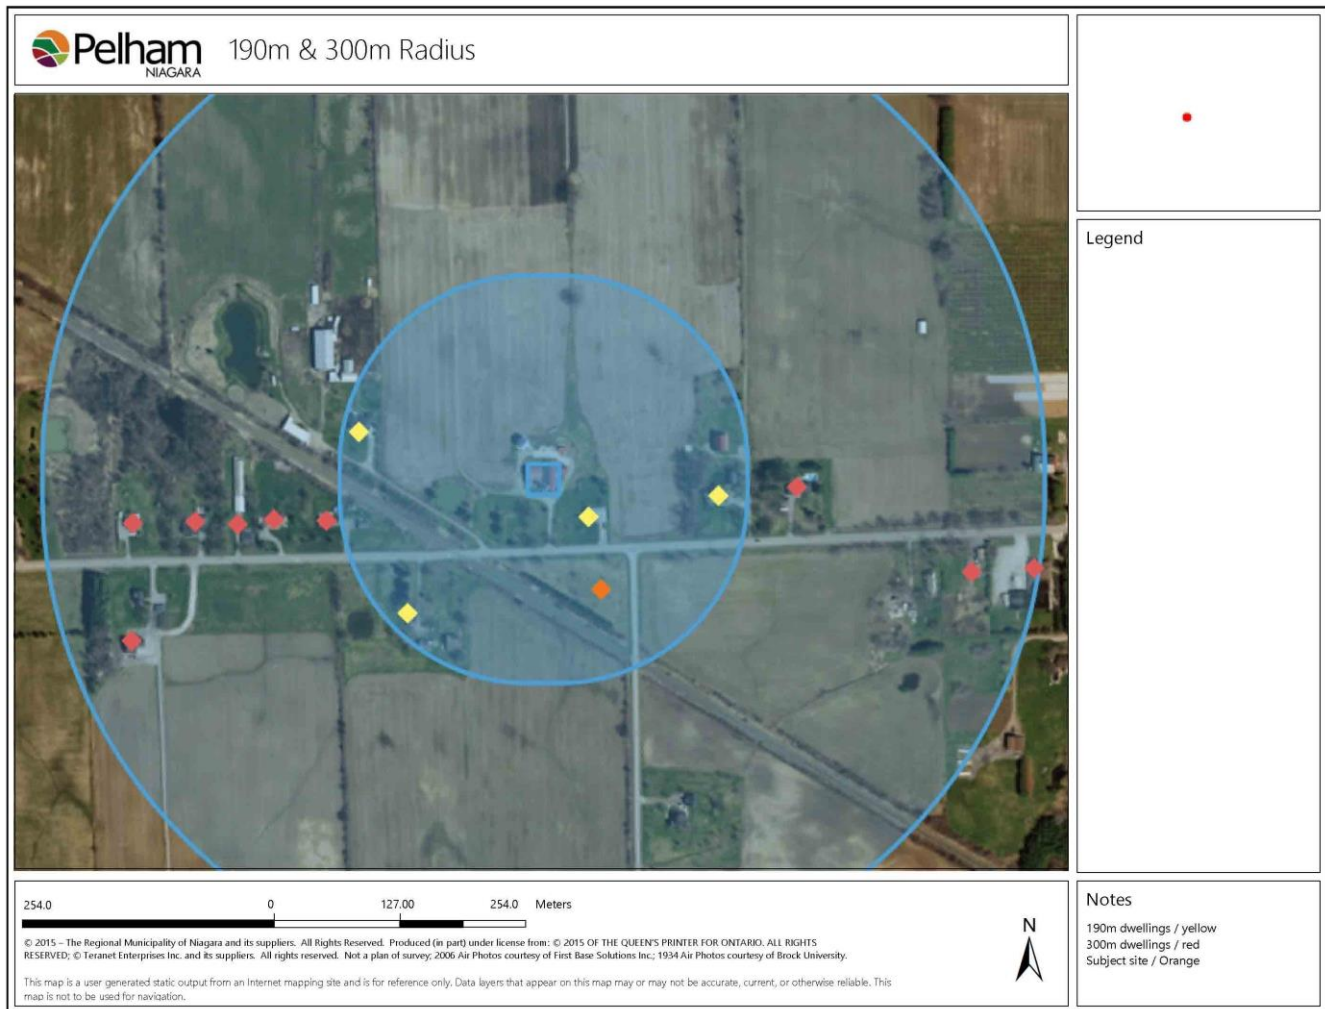 Pelham
NIAGARA
190m & 300m Radius
Legend
254.0 0 127.00 254.0 Meters
© 2015 – The Regional Municipality of Niagara and its suppliers. All Rights Reserved. Produced (in part) under license from: © 2015 OF THE QUEEN'S PRINTER FOR ONTARIO. ALL RIGHTS
RESERVED; © Teranet Enterprises Inc. and its suppliers. All rights reserved. Not a plan of survey; 2006 Air Photos courtesy of First Base Solutions Inc.; 1934 Air Photos courtesy of Brock University.
This map is a user generated static output from an Internet mapping site and is for reference only. Data layers that appear on this map may or may not be accurate, current, or otherwise reliable. This
map is not to be used for navigation.
N
Notes
190m dwellings / yellow
300m dwellings / red
Subject site / Orange